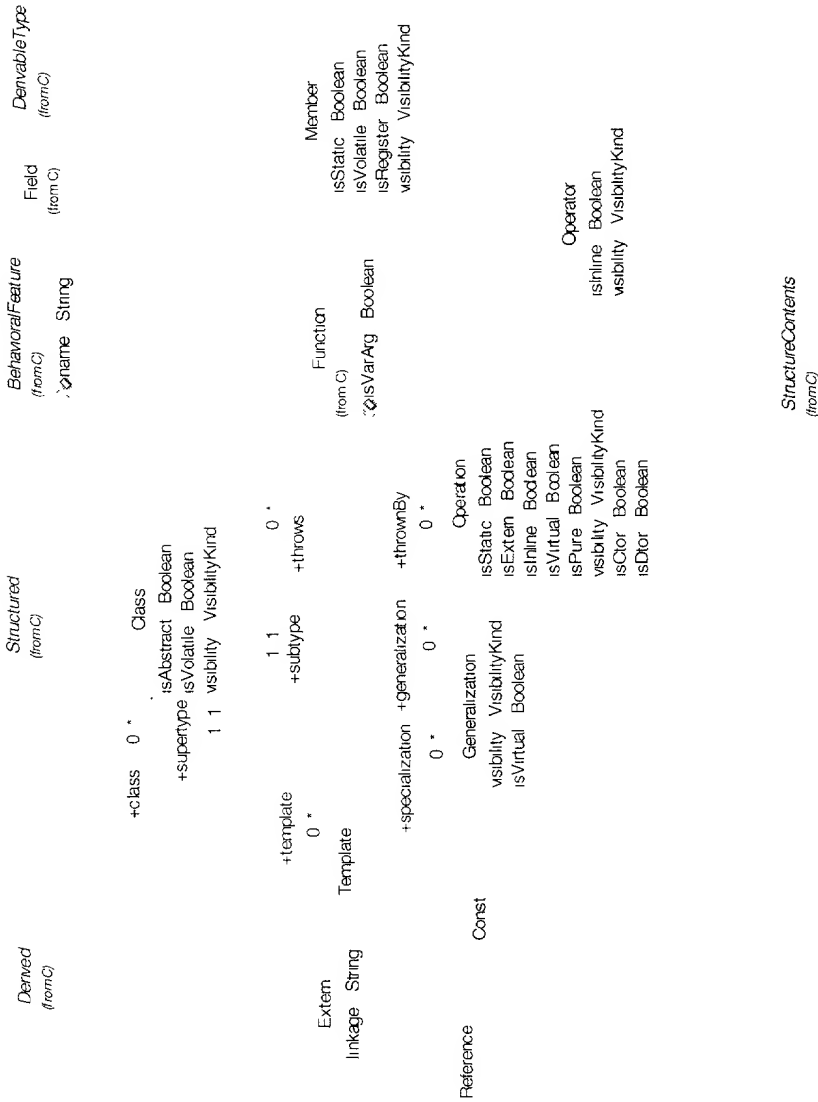 Derived
(from C)
Structured
(from C)
BehavioralFeature
(from C)
name String
Field
(from C)
DerivableType
(from C)
+class 0 *
Class
isAbstract Boolean
isVolatile Boolean
visibility VisibilityKind
+supertype
1 1
+template
0 *
Template
1 1
+subtype
0 *
+throws
Extern
linkage String
Function
(from C)
isVarArg Boolean
Member
isStatic Boolean
isVolatile Boolean
isRegister Boolean
visibility VisibilityKind
+specialization
0 *
+generalization
0 *
+thrownBy
0 *
Reference
Const
Generalization
visibility VisibilityKind
isVirtual Boolean
Operation
isStatic Boolean
isExtern Boolean
isInline Boolean
isVirtual Boolean
isPure Boolean
visibility VisibilityKind
isCtor Boolean
isDtor Boolean
Operator
isInline Boolean
visibility VisibilityKind
StructureContents
(from C)